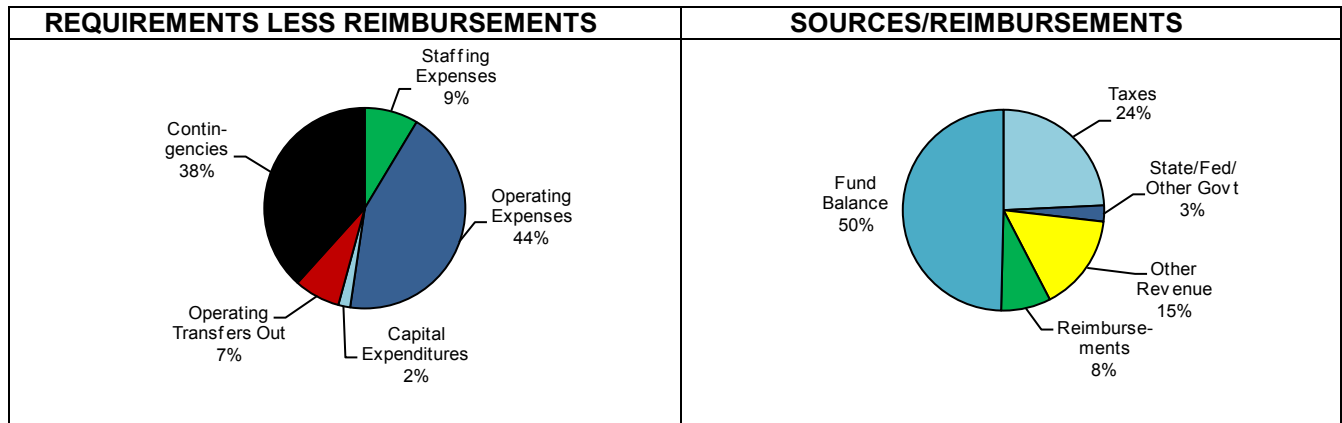 REQUIREMENTS LESS REIMBURSEMENTS
Staffing
Expenses
9%
Operating
Expenses
44%
Capital
Expenditures
2%
Operating
Transfers Out
7%
Contin-
gencies
38%
SOURCES/REIMBURSEMENTS
Taxes
24%
State/Fed/
Other Govt
3%
Other
Revenue
15%
Reimburse-
ments
8%
Fund
Balance
50%